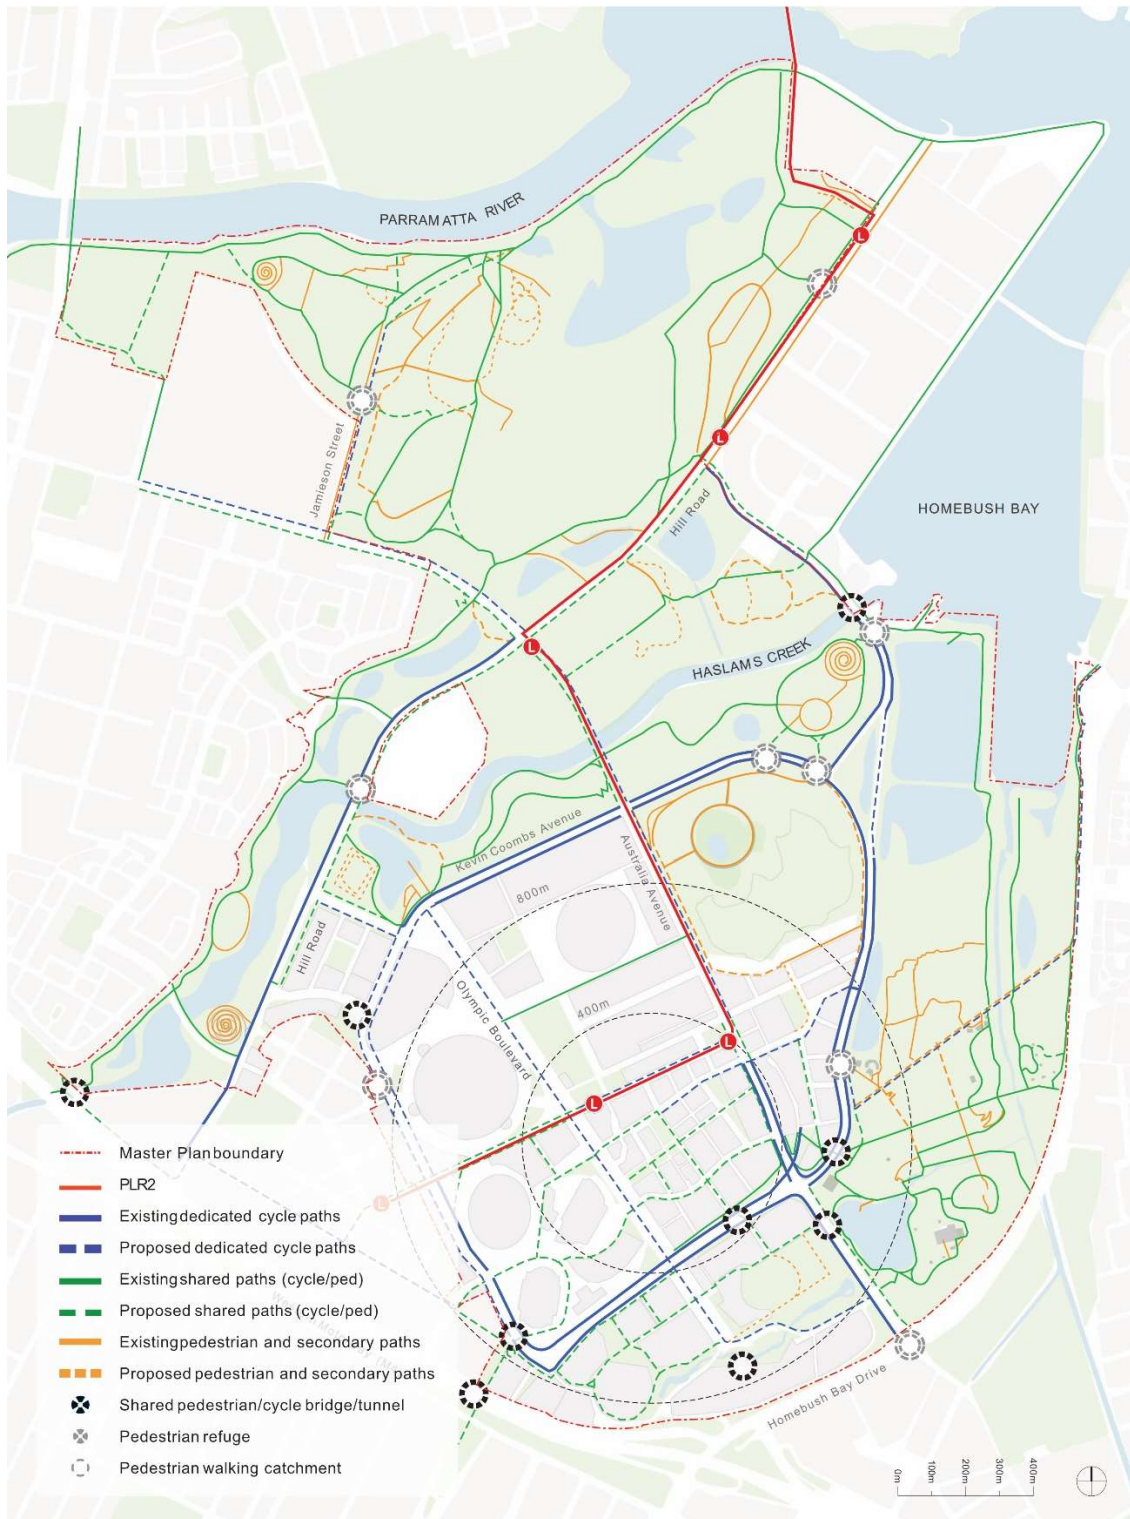 PARRAMATTA RIVER
L
Jamieson Street
L
Hill Road
HOMEBUSH BAY
L
HASLAMS CREEK
Kevin Coombs Avenue
Australia Avenue
800m
Hill Road
Olympic Boulevard
400m
L
L
L
Homebush Bay Drive
Master Plan boundary
PLR2
Existing dedicated cycle paths
Proposed dedicated cycle paths
Existing shared paths (cycle/ped)
Proposed shared paths (cycle/ped)
Existing pedestrian and secondary paths
Proposed pedestrian and secondary paths
Shared pedestrian/cycle bridge/tunnel
Pedestrian refuge
Pedestrian walking catchment
0m
100m
200m
300m
400m